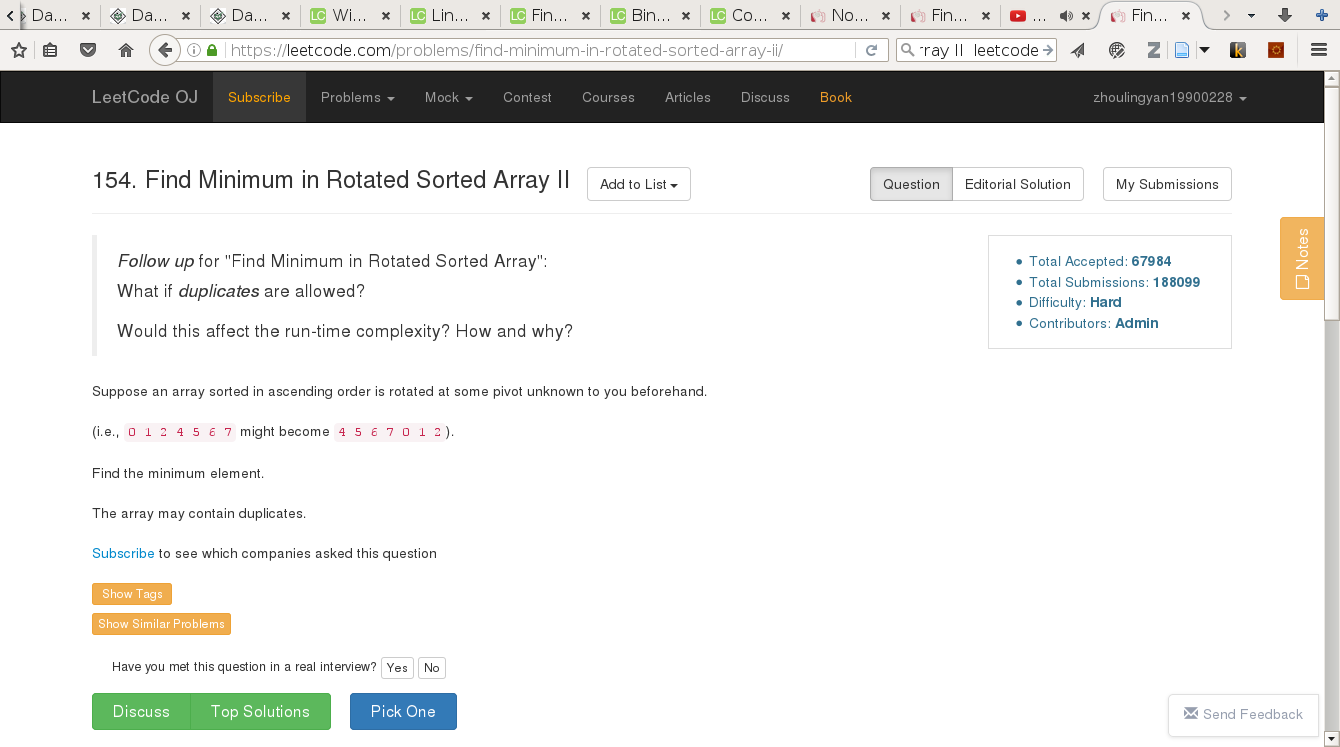 Da...
Da...
Da...
Wi...
Lin...
Fin...
Bin...
Co...
No...
Fin...
...
Fin...
https://leetcode.com/problems/find-minimum-in-rotated-sorted-array-ii/
rray II leetcode
LeetCode OJ
Subscribe
Problems
Mock
Contest
Courses
Articles
Discuss
Book
zhoulingyan19900228
154. Find Minimum in Rotated Sorted Array II
Add to List
Question
Editorial Solution
My Submissions
Notes
Follow up for "Find Minimum in Rotated Sorted Array":
What if duplicates are allowed?
Would this affect the run-time complexity? How and why?
Total Accepted: 67984
Total Submissions: 188099
Difficulty: Hard
Contributors: Admin
Suppose an array sorted in ascending order is rotated at some pivot unknown to you beforehand.
(i.e., 0 1 2 4 5 6 7 might become 4 5 6 7 0 1 2).
Find the minimum element.
The array may contain duplicates.
Subscribe to see which companies asked this question
Show Tags
Show Similar Problems
Have you met this question in a real interview? Yes No
Discuss
Top Solutions
Pick One
Send Feedback